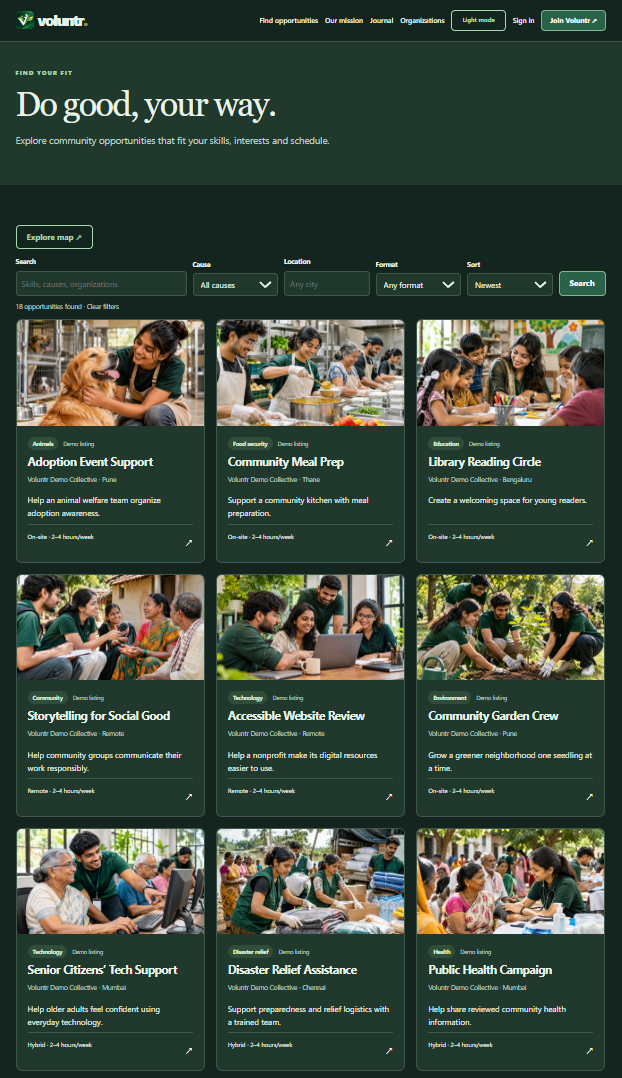 voluntr.
Find opportunities Our mission Journal Organizations Light mode Sign in Join Voluntr ↗
FIND YOUR FIT
Do good, your way.
Explore community opportunities that fit your skills, interests and schedule.
Explore map ↗
Search Cause Location Format Sort
Skills, causes, organizations All causes Any city Any format Newest Search
18 opportunities found · Clear filters
Animals Demo listing
Adoption Event Support
Voluntr Demo Collective · Pune
Help an animal welfare team organize
adoption awareness.
On-site · 2–4 hours/week ↗
Food security Demo listing
Community Meal Prep
Voluntr Demo Collective · Thane
Support a community kitchen with meal
preparation.
On-site · 2–4 hours/week ↗
Education Demo listing
Library Reading Circle
Voluntr Demo Collective · Bengaluru
Create a welcoming space for young readers.
On-site · 2–4 hours/week ↗
Community Demo listing
Storytelling for Social Good
Voluntr Demo Collective · Remote
Help community groups communicate their
work responsibly.
Remote · 2–4 hours/week ↗
Technology Demo listing
Accessible Website Review
Voluntr Demo Collective · Remote
Help a nonprofit make its digital resources
easier to use.
Remote · 2–4 hours/week ↗
Environment Demo listing
Community Garden Crew
Voluntr Demo Collective · Pune
Grow a greener neighborhood one seedling at
a time.
On-site · 2–4 hours/week ↗
Technology Demo listing
Senior Citizens’ Tech Support
Voluntr Demo Collective · Mumbai
Help older adults feel confident using
everyday technology.
Hybrid · 2–4 hours/week ↗
Disaster relief Demo listing
Disaster Relief Assistance
Voluntr Demo Collective · Chennai
Support preparedness and relief logistics with
a trained team.
Hybrid · 2–4 hours/week ↗
Health Demo listing
Public Health Campaign
Voluntr Demo Collective · Mumbai
Help share reviewed community health
information.
Hybrid · 2–4 hours/week ↗